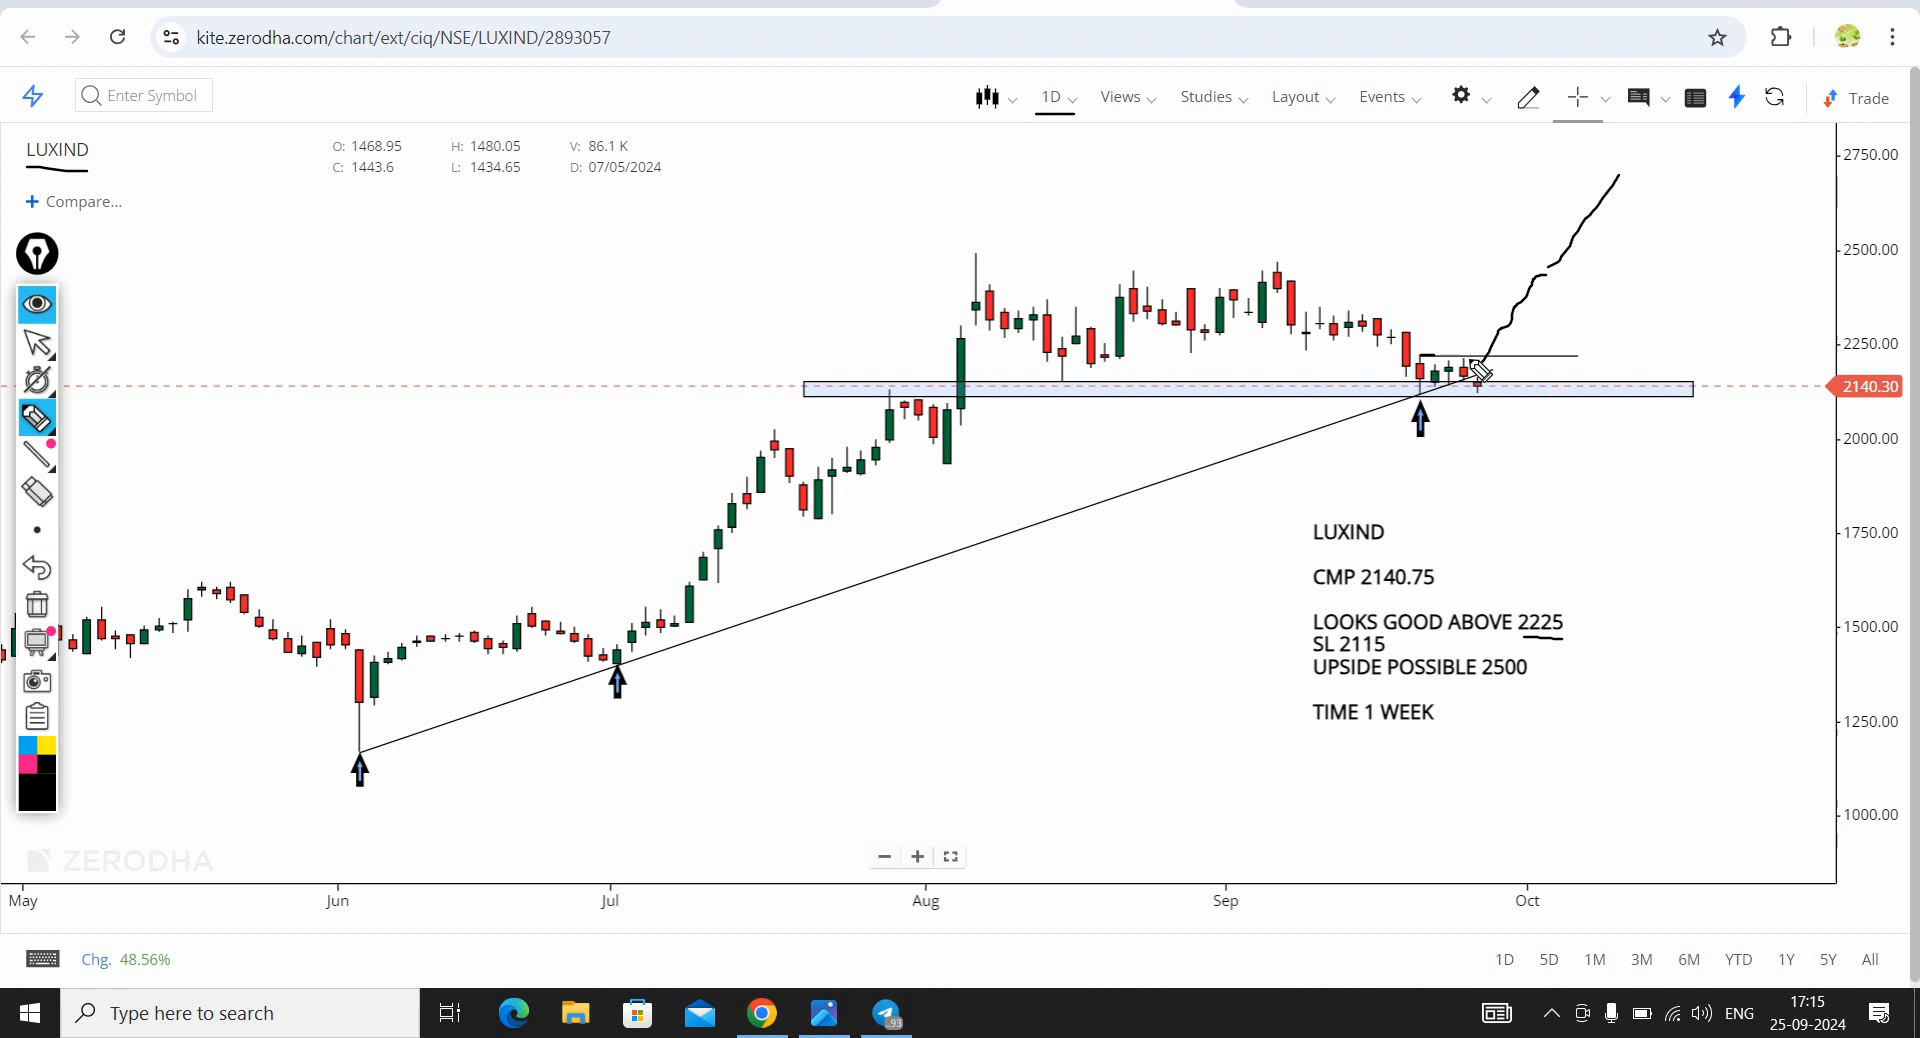 kite.zerodha.com/chart/ext/ciq/NSE/LUXIND/2893057
Enter Symbol
1D
Views
Studies
Layout
Events
Trade
LUXIND
O: 1468.95 H: 1480.05 V: 86.1 K
C: 1443.6 L: 1434.65 D: 07/05/2024
+ Compare...
2750.00
2500.00
2250.00
2140.30
2000.00
1750.00
1500.00
1250.00
1000.00
LUXIND
CMP 2140.75
LOOKS GOOD ABOVE 2225
SL 2115
UPSIDE POSSIBLE 2500
TIME 1 WEEK
ZERODHA
May Jun Jul Aug Sep Oct
Chg. 48.56%
1D 5D 1M 3M 6M YTD 1Y 5Y All
Type here to search
93
ENG
17:15
25-09-2024